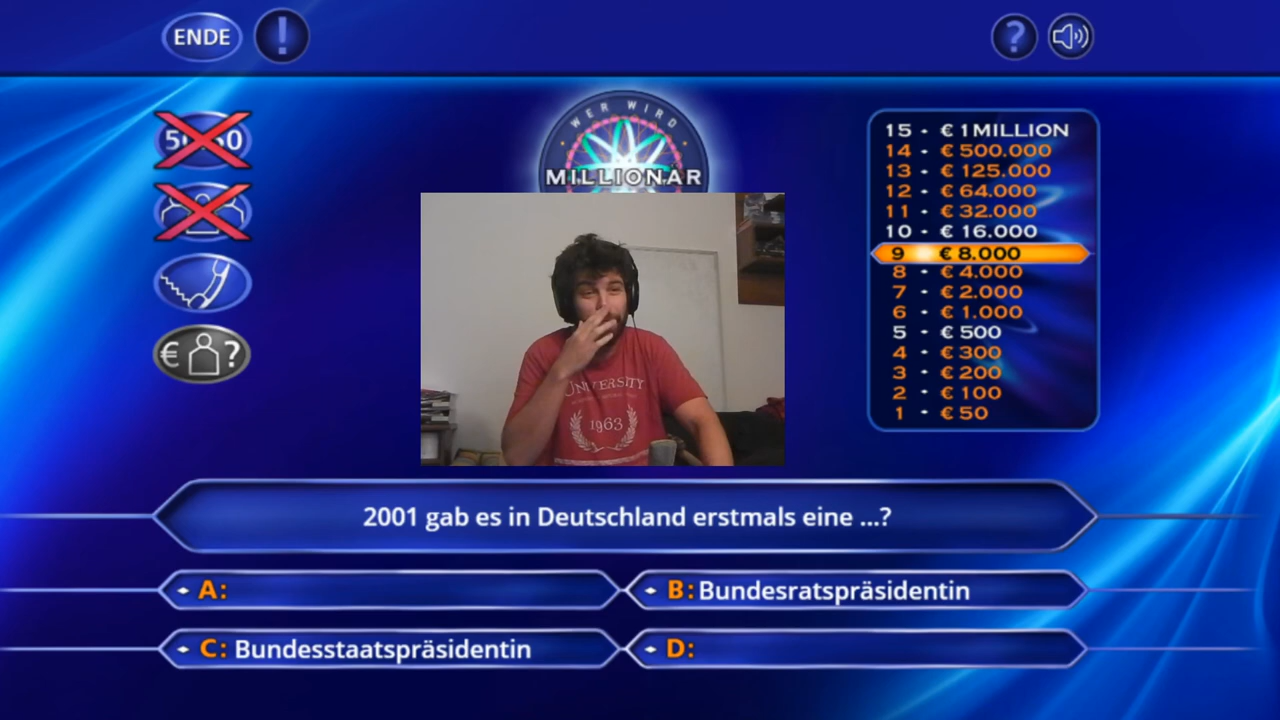 ENDE
!
?
WER WIRD
MILLIONÄR
15 • € 1 MILLION
14 • € 500.000
13 • € 125.000
12 • € 64.000
11 • € 32.000
10 • € 16.000
9 € 8.000
8 • € 4.000
7 • € 2.000
6 • € 1.000
5 • € 500
4 • € 300
3 • € 200
2 • € 100
1 • € 50
€ ?
UNIVERSITY
1963
2001 gab es in Deutschland erstmals eine ...?
A:
B: Bundesratspräsidentin
C: Bundesstaatspräsidentin
D: